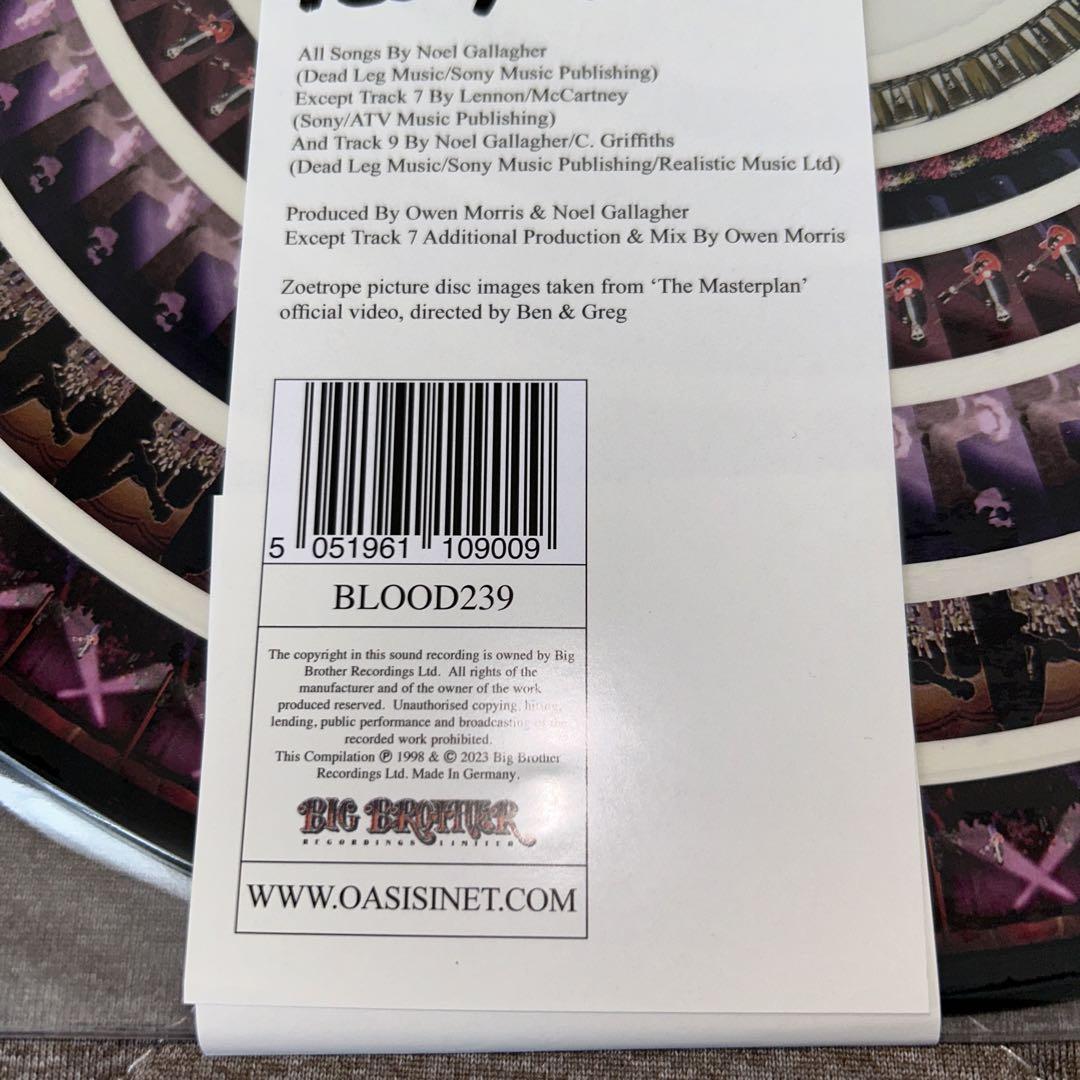 All Songs By Noel Gallagher
(Dead Leg Music/Sony Music Publishing)
Except Track 7 By Lennon/McCartney
(Sony/ATV Music Publishing)
And Track 9 By Noel Gallagher/C. Griffiths
(Dead Leg Music/Sony Music Publishing/Realistic Music Ltd)
Produced By Owen Morris & Noel Gallagher
Except Track 7 Additional Production & Mix By Owen Morris
Zoetrope picture disc images taken from ‘The Masterplan’
official video, directed by Ben & Greg
5 051961 109009
BLOOD239
The copyright in this sound recording is owned by Big
Brother Recordings Ltd. All rights of the
manufacturer and of the owner of the work
produced reserved. Unauthorised copying, hiring,
lending, public performance and broadcasting of the
recorded work prohibited.
This Compilation ℗ 1998 & © 2023 Big Brother
Recordings Ltd. Made In Germany.
BIG BROTHER
RECORDINGS LIMITED
WWW.OASISINET.COM